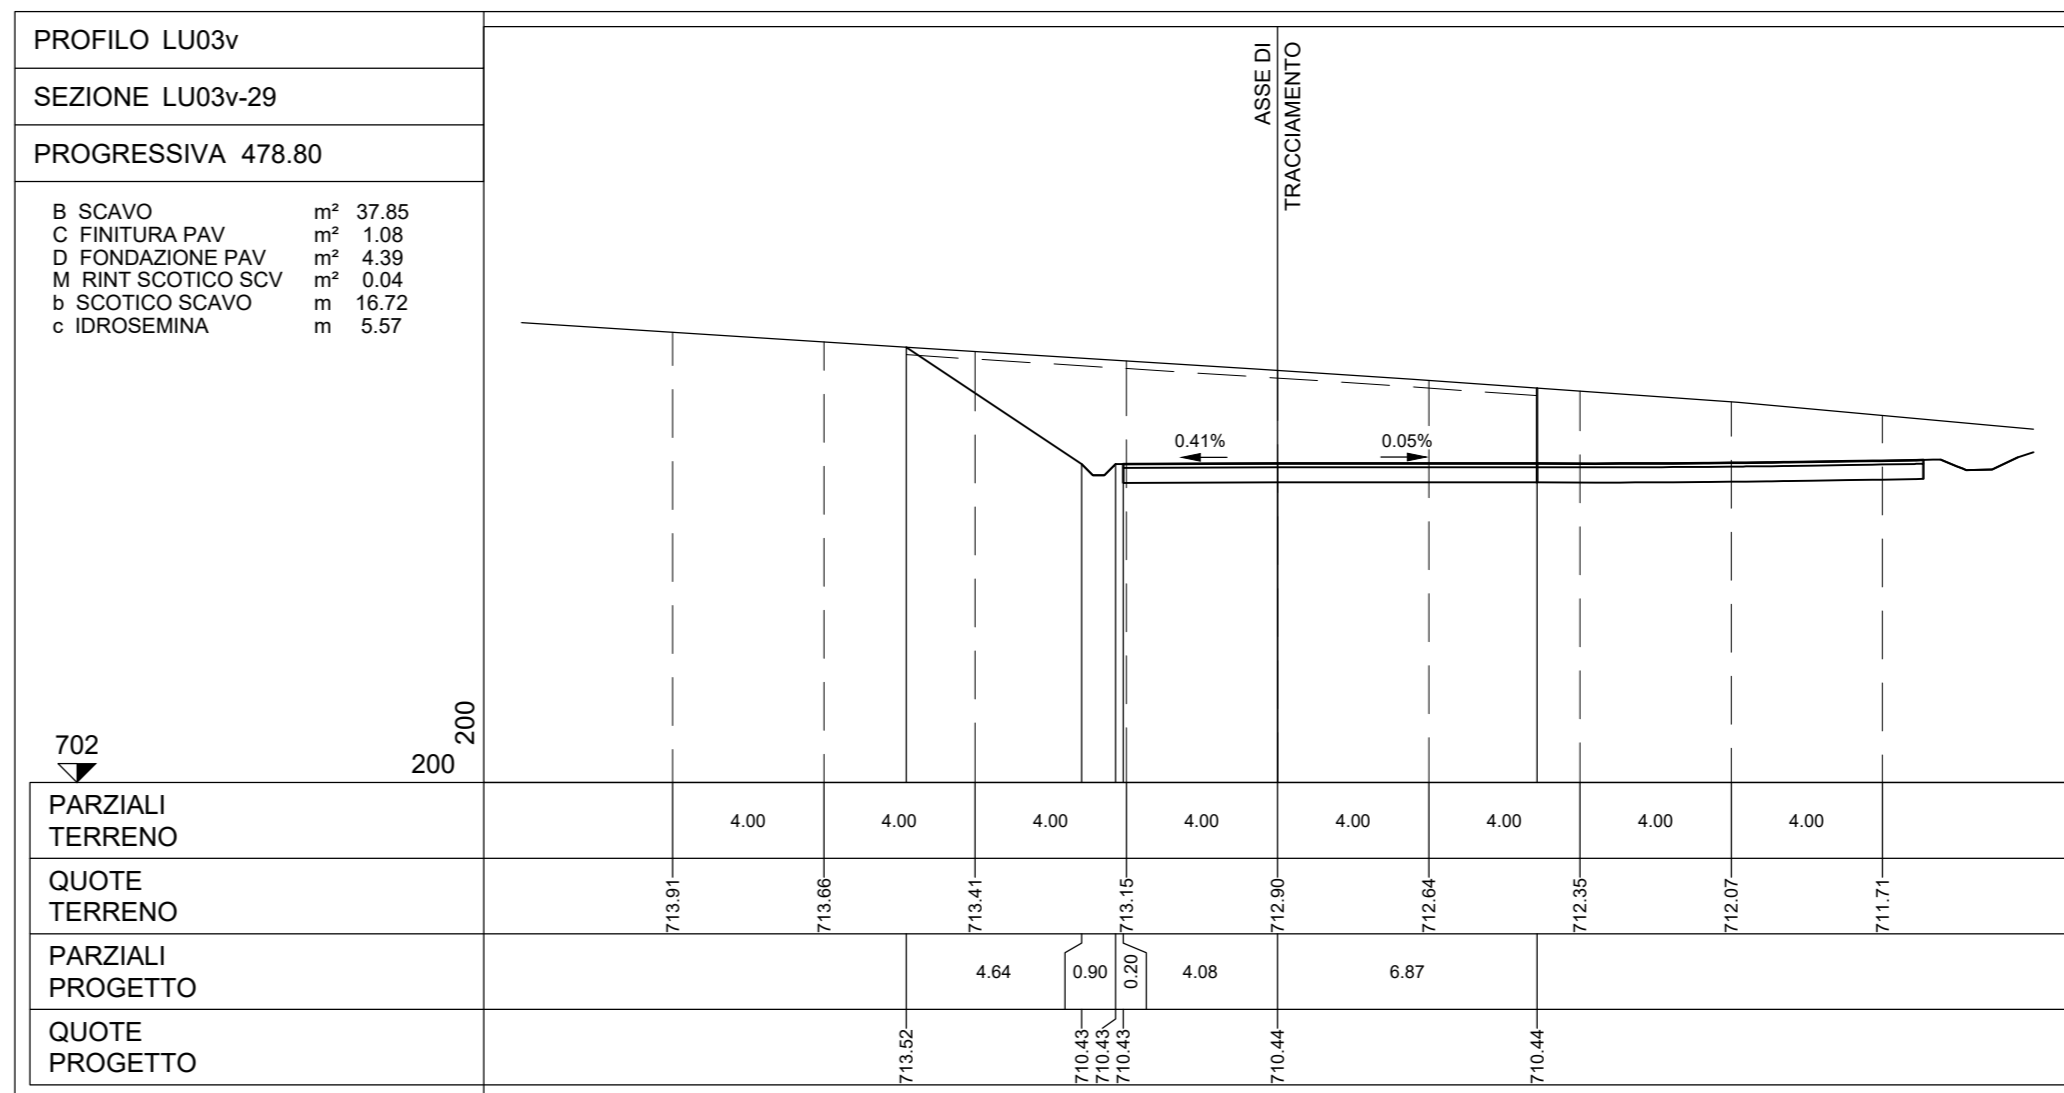 PROFILO LU03v
SEZIONE LU03v-29
PROGRESSIVA 478.80
B SCAVO m² 37.85
C FINITURA PAV m² 1.08
D FONDAZIONE PAV m² 4.39
M RINT SCOTICO SCV m² 0.04
b SCOTICO SCAVO m 16.72
c IDROSEMINA m 5.57
ASSE DI
TRACCIAMENTO
0.41%
0.05%
702
200
200
PARZIALI
TERRENO
4.00 4.00 4.00 4.00 4.00 4.00 4.00 4.00
QUOTE
TERRENO
713.91 713.66 713.41 713.15 712.90 712.64 712.35 712.07 711.71
PARZIALI
PROGETTO
4.64 0.90 0.20 4.08 6.87
QUOTE
PROGETTO
713.52 710.43 710.43 710.43 710.44 710.44